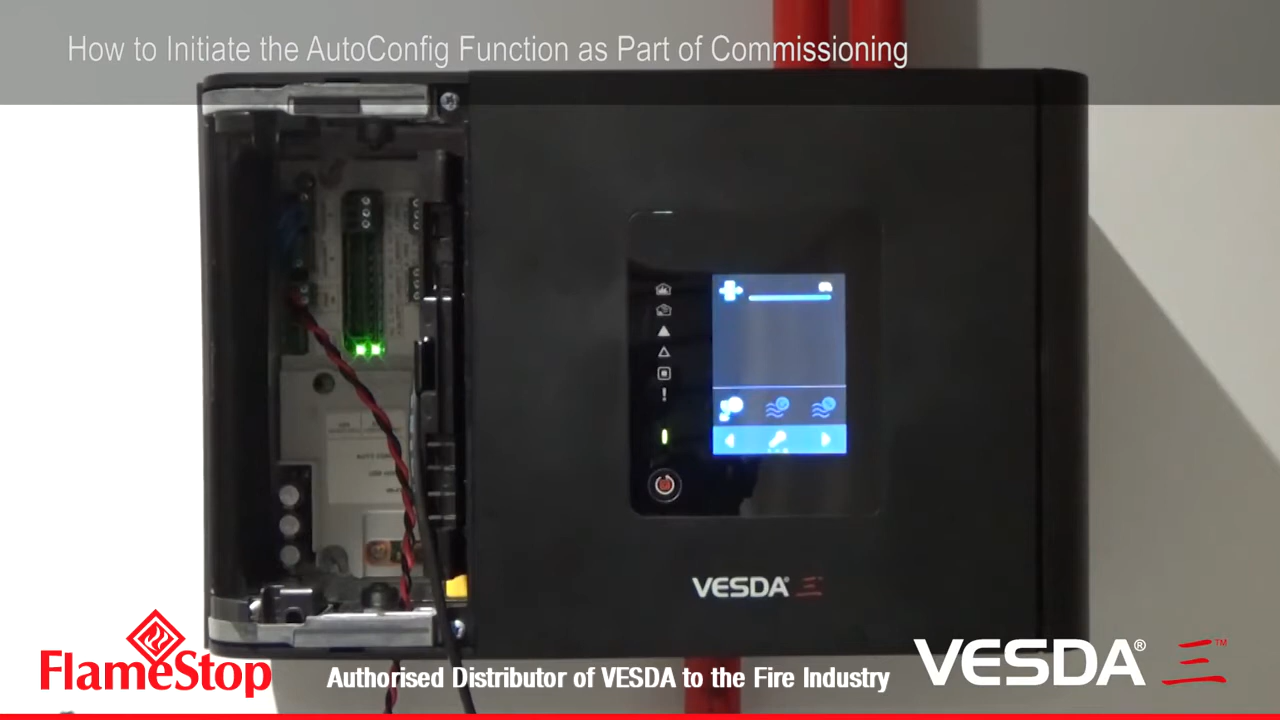 How to Initiate the AutoConfig Function as Part of Commissioning
VESDA®
FlameStop
Authorised Distributor of VESDA to the Fire Industry
VESDA® ™